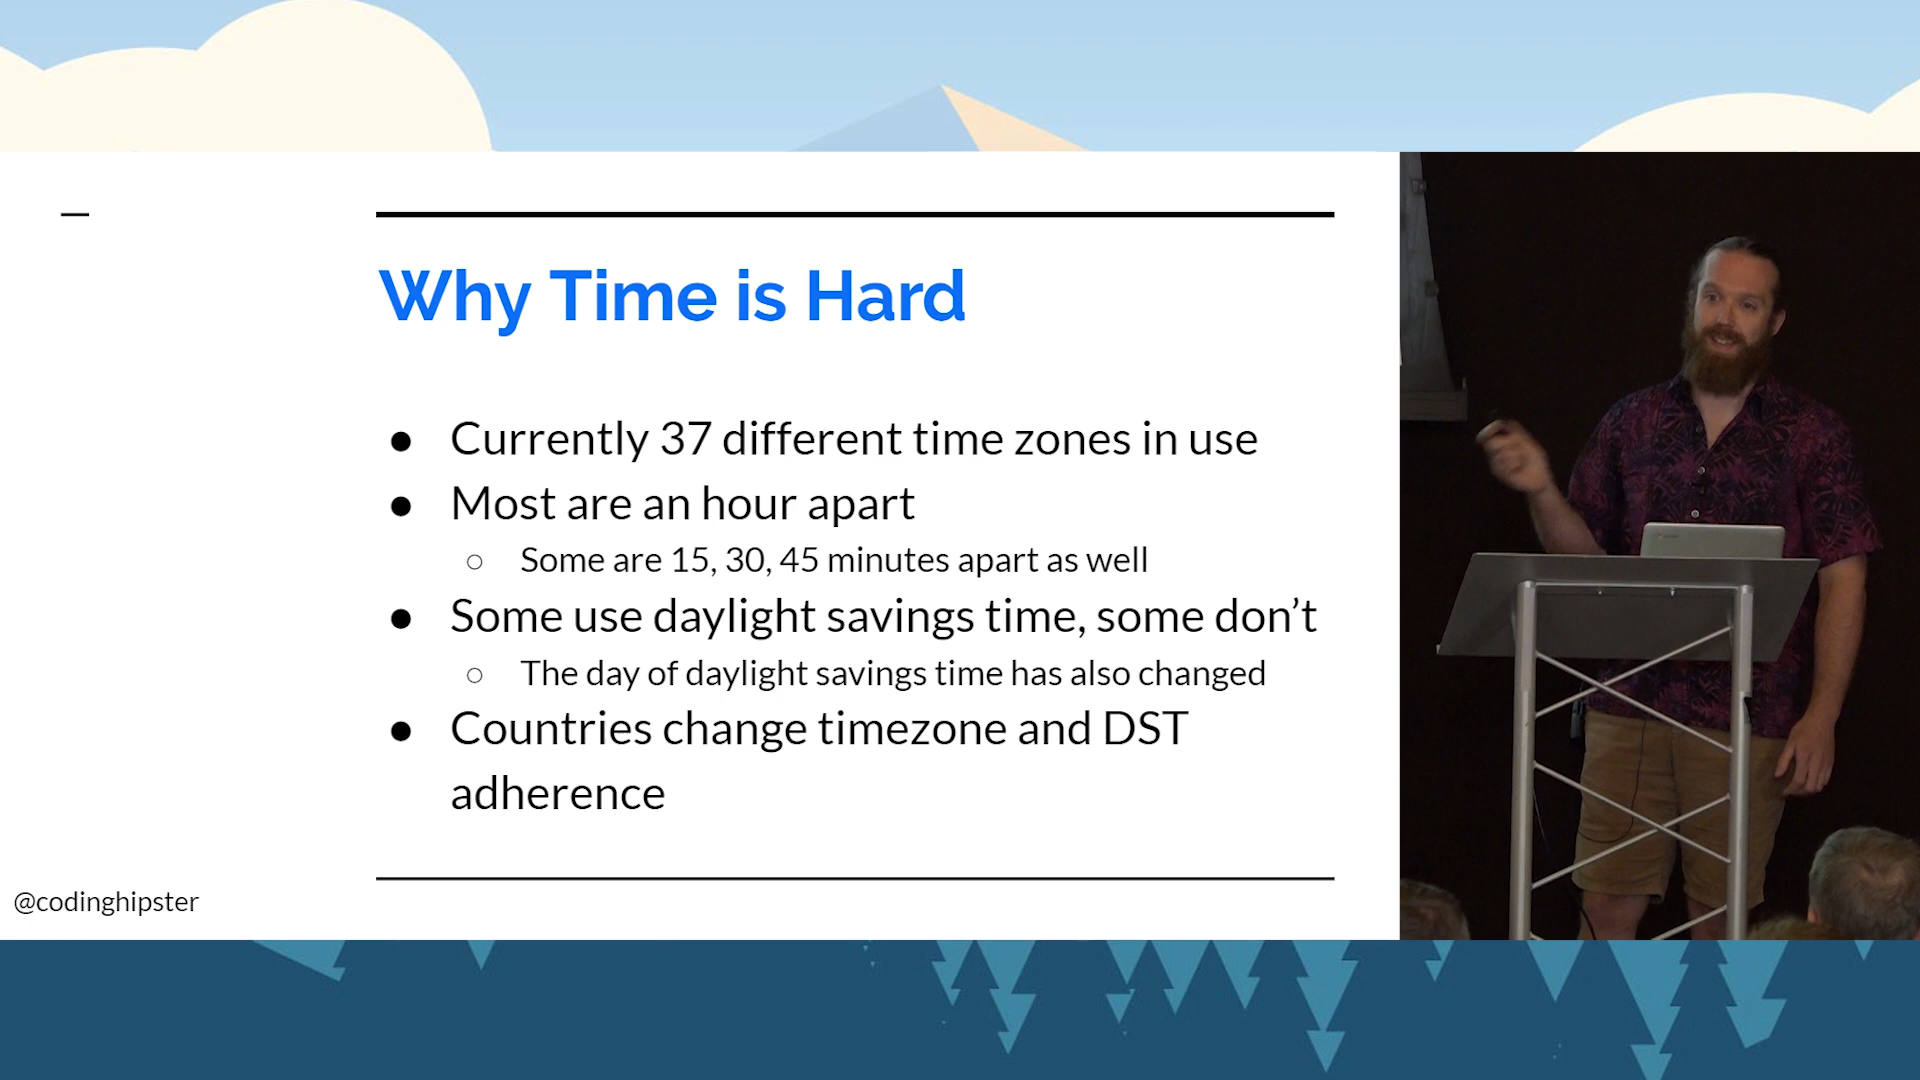 Why Time is Hard
● Currently 37 different time zones in use
● Most are an hour apart
○ Some are 15, 30, 45 minutes apart as well
● Some use daylight savings time, some don’t
○ The day of daylight savings time has also changed
● Countries change timezone and DST
adherence
@codinghipster